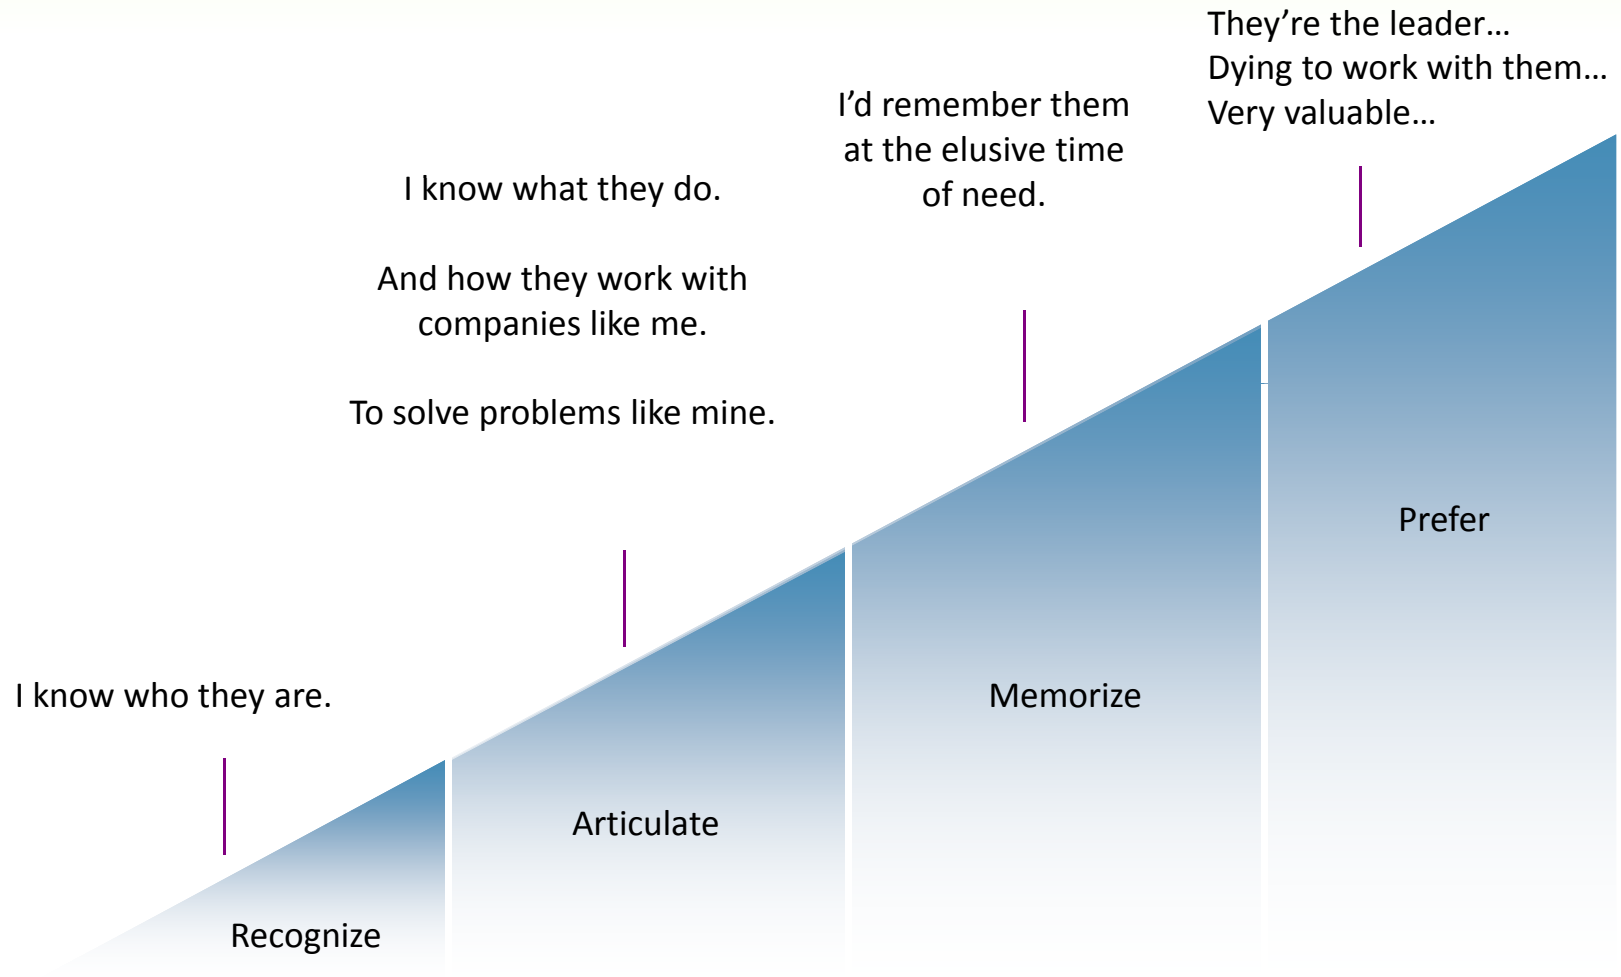 I know who they are.
Recognize
I know what they do.
And how they work with
companies like me.
To solve problems like mine.
Articulate
I’d remember them
at the elusive time
of need.
Memorize
They’re the leader…
Dying to work with them…
Very valuable…
Prefer